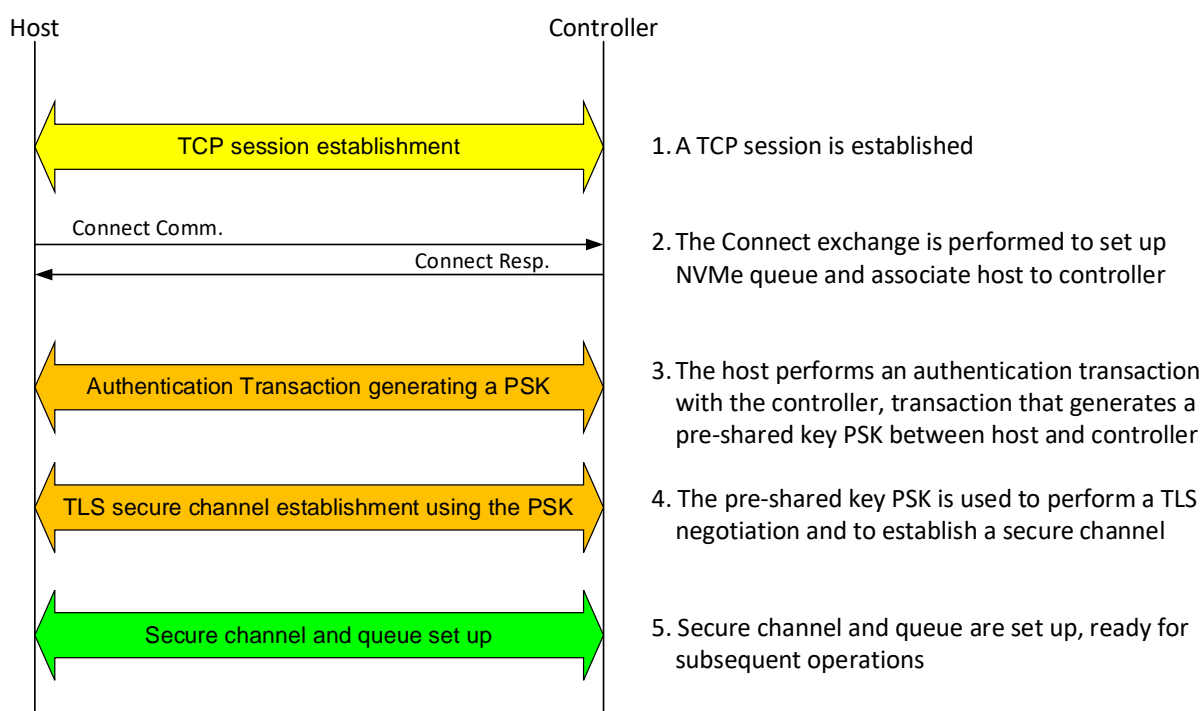 Host
Controller
TCP session establishment
1. A TCP session is established
Connect Comm.
Connect Resp.
2. The Connect exchange is performed to set up
NVMe queue and associate host to controller
Authentication Transaction generating a PSK
3. The host performs an authentication transaction
with the controller, transaction that generates a
pre-shared key PSK between host and controller
TLS secure channel establishment using the PSK
4. The pre-shared key PSK is used to perform a TLS
negotiation and to establish a secure channel
Secure channel and queue set up
5. Secure channel and queue are set up, ready for
subsequent operations